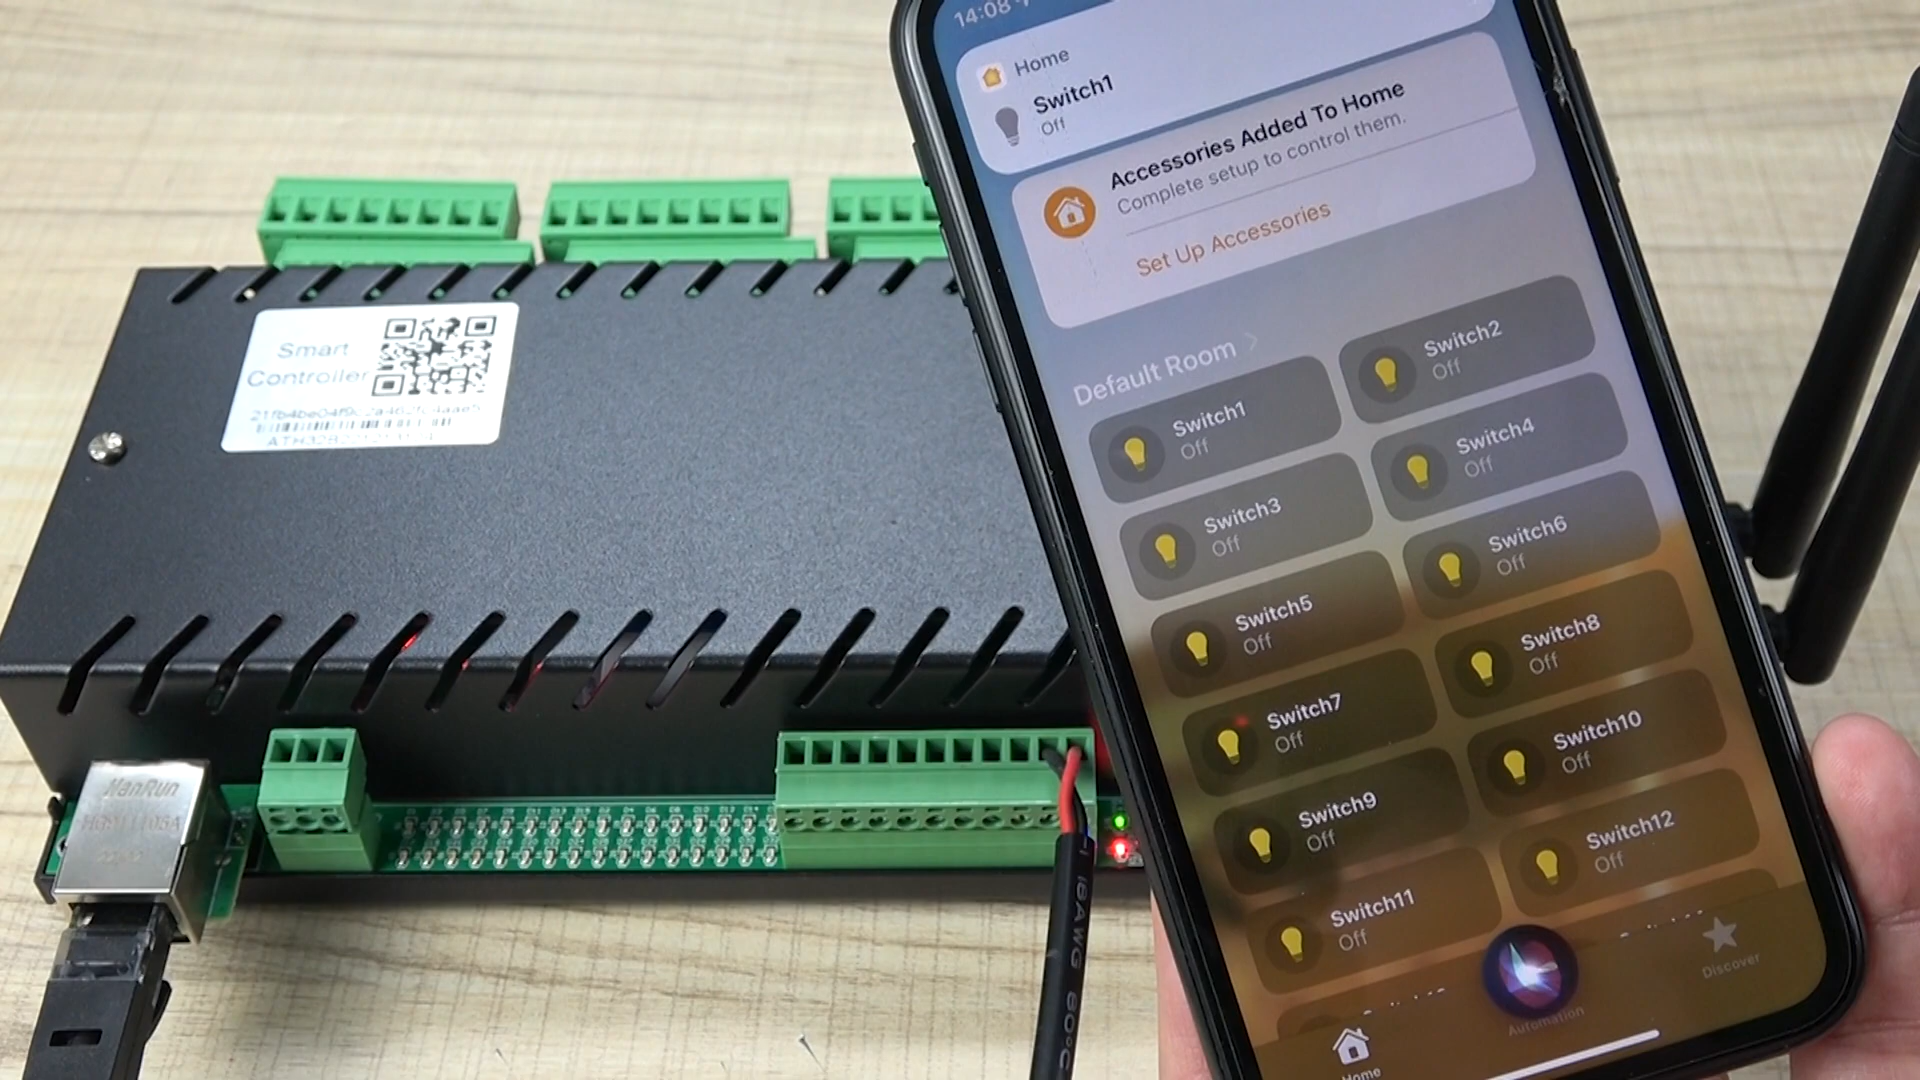 14:08
Home
Switch1
Off
Accessories Added To Home
Complete setup to control them.
Set Up Accessories
Default Room
Switch1
Off
Switch2
Off
Switch3
Off
Switch4
Off
Switch5
Off
Switch6
Off
Switch7
Off
Switch8
Off
Switch9
Off
Switch10
Off
Switch11
Off
Switch12
Off
Home
Automation
Discover
Smart
Controller
HanRun
18AWG 80°C